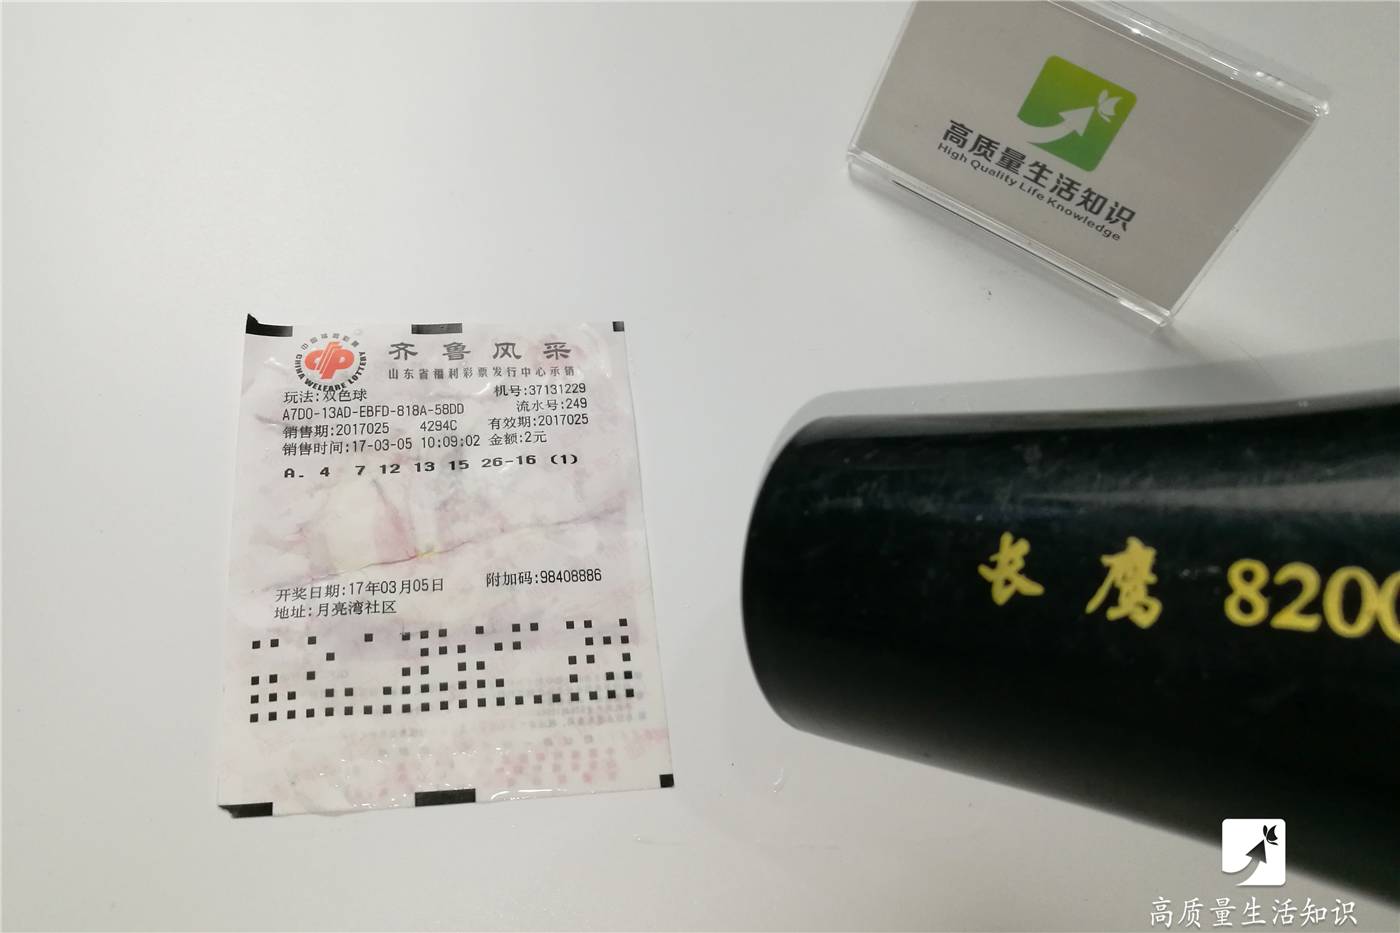 高质量生活知识
High Quality Life Knowledge
中国福利彩票
CHINA WELFARE LOTTERY
齐鲁风采
山东省福利彩票发行中心承销
玩法:双色球 机号:37131229
A7D0-13AD-EBFD-818A-58DD 流水号:249
销售期:2017025 4294C 有效期:2017025
销售时间:17-03-05 10:09:02 金额:2元
A. 4 7 12 13 15 26-16 (1)
开奖日期:17年03月05日 附加码:98408886
地址:月亮湾社区
长鹰 8200
高质量生活知识